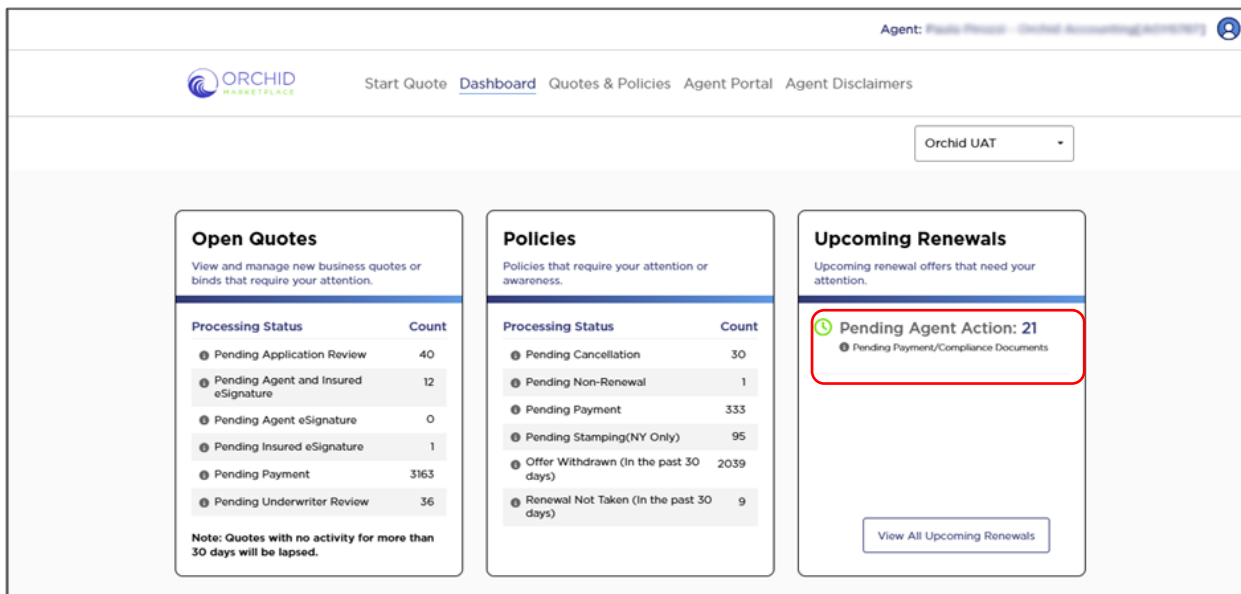 Agent:
ORCHID
MARKETPLACE
Start Quote Dashboard Quotes & Policies Agent Portal Agent Disclaimers
Orchid UAT
Open Quotes
View and manage new business quotes or
binds that require your attention.
Processing Status Count
Pending Application Review 40
Pending Agent and Insured 12
eSignature
Pending Agent eSignature 0
Pending Insured eSignature 1
Pending Payment 3163
Pending Underwriter Review 36
Note: Quotes with no activity for more than
30 days will be lapsed.
Policies
Policies that require your attention or
awareness.
Processing Status Count
Pending Cancellation 30
Pending Non-Renewal 1
Pending Payment 333
Pending Stamping(NY Only) 95
Offer Withdrawn (In the past 30 2039
days)
Renewal Not Taken (In the past 30 9
days)
Upcoming Renewals
Upcoming renewal offers that need your
attention.
Pending Agent Action: 21
Pending Payment/Compliance Documents
View All Upcoming Renewals